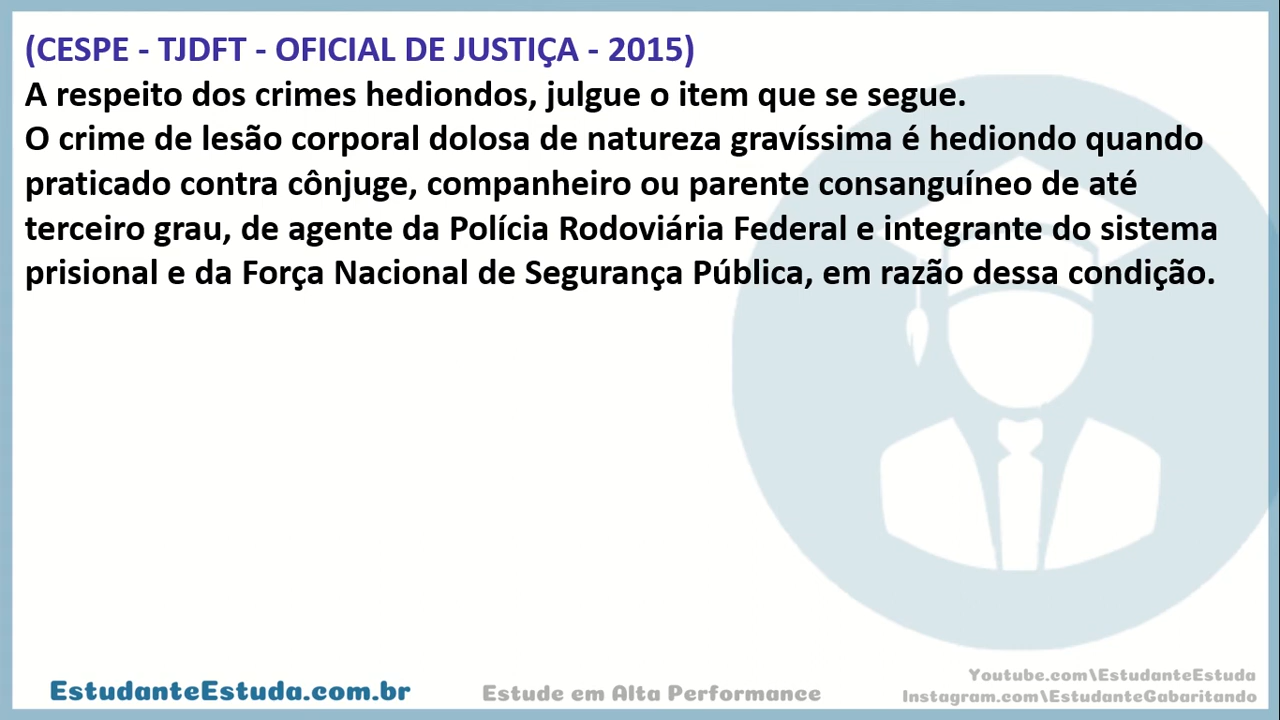 (CESPE - TJDFT - OFICIAL DE JUSTIÇA - 2015)
A respeito dos crimes hediondos, julgue o item que se segue.
O crime de lesão corporal dolosa de natureza gravíssima é hediondo quando
praticado contra cônjuge, companheiro ou parente consanguíneo de até
terceiro grau, de agente da Polícia Rodoviária Federal e integrante do sistema
prisional e da Força Nacional de Segurança Pública, em razão dessa condição.
EstudanteEstuda.com.br
Estude em Alta Performance
Youtube.com\EstudanteEstuda
Instagram.com\EstudanteGabaritando